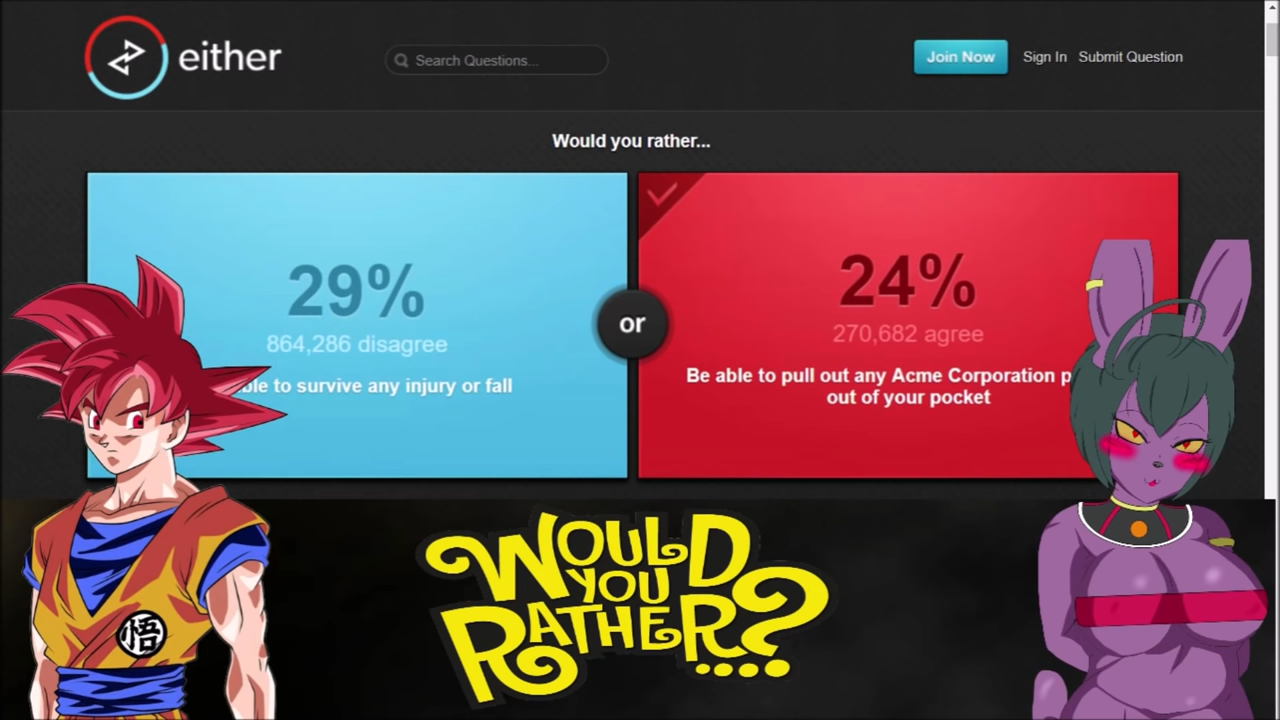 either
Search Questions...
Join Now
Sign In
Submit Question
Would you rather...
29%
864,286 disagree
to survive any injury or fall
or
24%
270,682 agree
Be able to pull out any Acme Corporation
out of your pocket
悟
WOULD
YOU
RATHER...?